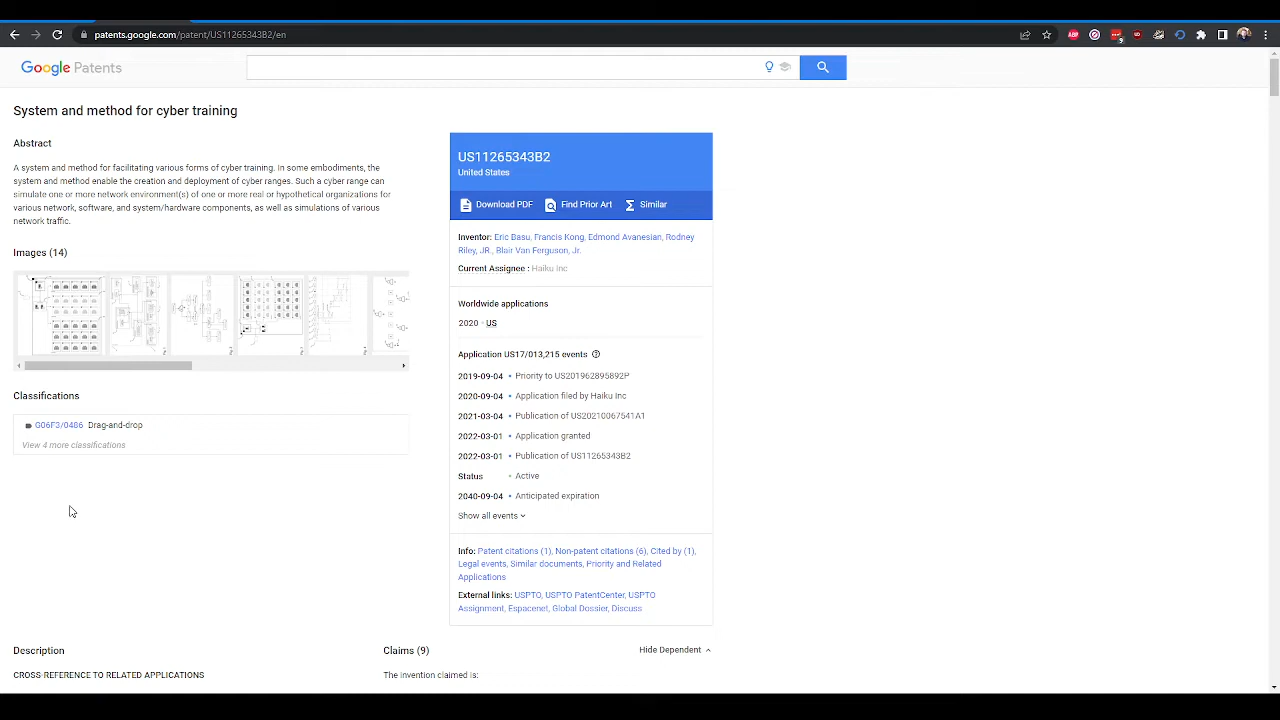 patents.google.com/patent/US11265343B2/en
Google Patents
System and method for cyber training
Abstract
A system and method for facilitating various forms of cyber training. In some embodiments, the
system and method enable the creation and deployment of cyber ranges. Such a cyber range can
simulate one or more network environment(s) of one or more real or hypothetical organizations for
various network, software, and system/hardware components, as well as simulations of various
network traffic.
Images (14)
Classifications
G06F3/0486 Drag-and-drop
View 4 more classifications
US11265343B2
United States
Download PDF Find Prior Art Similar
Inventor: Eric Basu, Francis Kong, Edmond Avanesian, Rodney
Riley, JR., Blair Van Ferguson, Jr.
Current Assignee : Haiku Inc
Worldwide applications
2020 · US
Application US17/013,215 events
2019-09-04 • Priority to US201962895892P
2020-09-04 • Application filed by Haiku Inc
2021-03-04 • Publication of US20210067541A1
2022-03-01 • Application granted
2022-03-01 • Publication of US11265343B2
Status • Active
2040-09-04 • Anticipated expiration
Show all events
Info: Patent citations (1), Non-patent citations (6), Cited by (1),
Legal events, Similar documents, Priority and Related
Applications
External links: USPTO, USPTO PatentCenter, USPTO
Assignment, Espacenet, Global Dossier, Discuss
Description
CROSS-REFERENCE TO RELATED APPLICATIONS
Claims (9)
Hide Dependent
The invention claimed is: